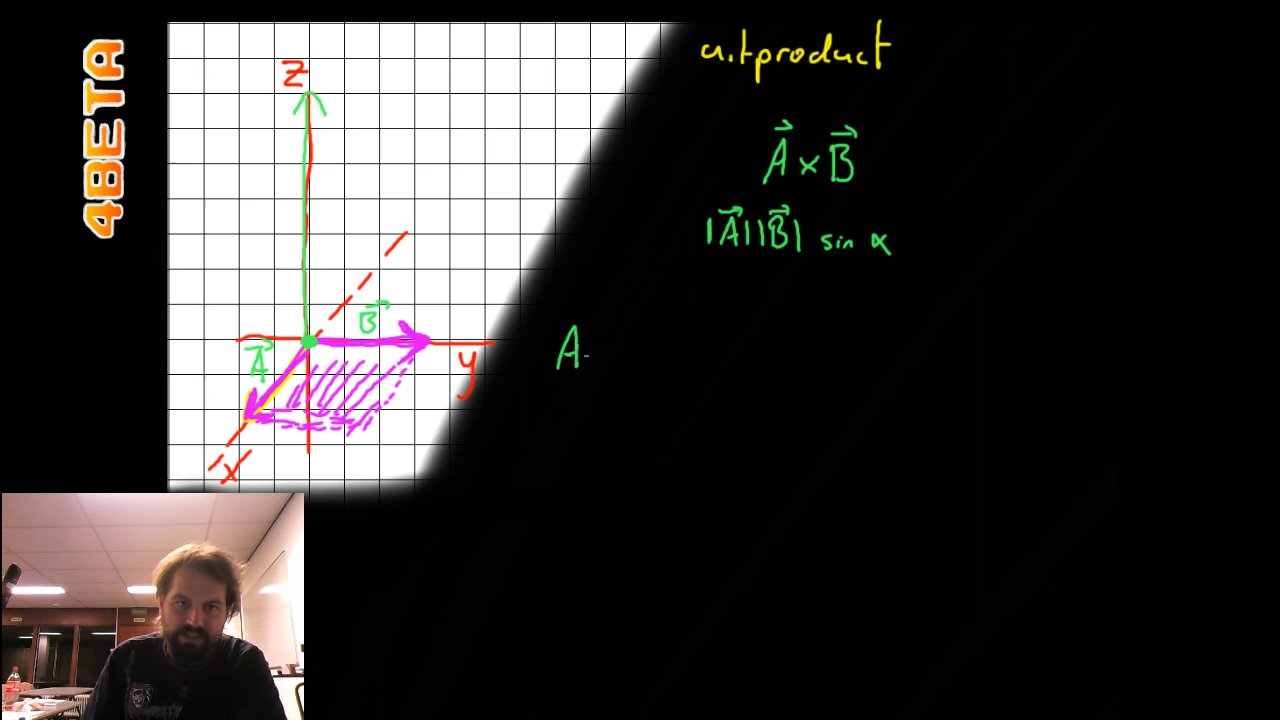 4BETA
uitproduct
Z
A⃗ × B⃗
|A⃗||B⃗| sin α
B⃗
A⃗
y
A
x